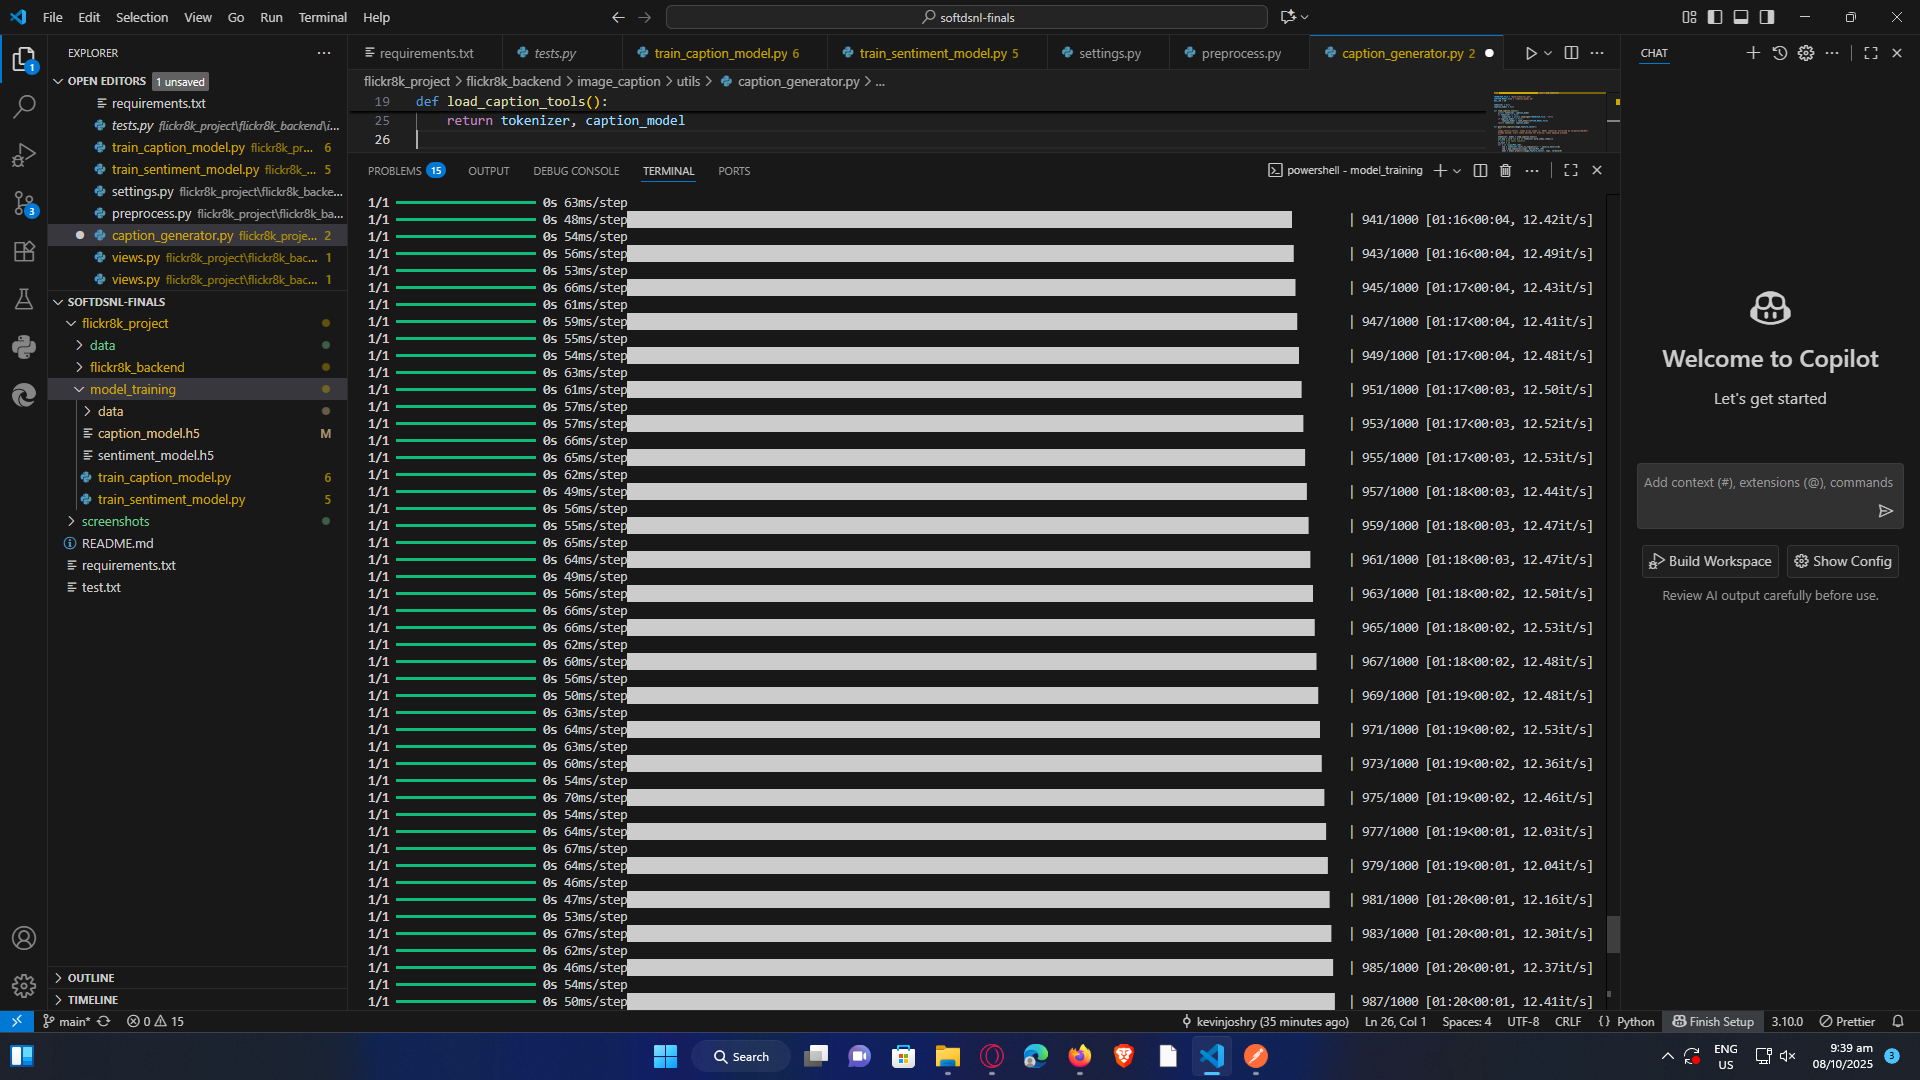 File Edit Selection View Go Run Terminal Help
softdsnl-finals
EXPLORER
OPEN EDITORS 1 unsaved
requirements.txt
tests.py flickr8k_project\flickr8k_backend\i...
train_caption_model.py flickr8k_pr... 6
train_sentiment_model.py flickr8k_... 5
settings.py flickr8k_project\flickr8k_backe...
preprocess.py flickr8k_project\flickr8k_ba...
caption_generator.py flickr8k_proje... 2
views.py flickr8k_project\flickr8k_bac... 1
views.py flickr8k_project\flickr8k_bac... 1
SOFTDSNL-FINALS
flickr8k_project
data
flickr8k_backend
model_training
data
caption_model.h5 M
sentiment_model.h5
train_caption_model.py 6
train_sentiment_model.py 5
screenshots
README.md
requirements.txt
test.txt
OUTLINE
TIMELINE
requirements.txt tests.py train_caption_model.py 6 train_sentiment_model.py 5 settings.py preprocess.py caption_generator.py 2
flickr8k_project > flickr8k_backend > image_caption > utils > caption_generator.py > ...
19 def load_caption_tools():
25 return tokenizer, caption_model
26
PROBLEMS 15 OUTPUT DEBUG CONSOLE TERMINAL PORTS
powershell - model_training
1/1 0s 63ms/step
1/1 0s 48ms/step | 941/1000 [01:16<00:04, 12.42it/s]
1/1 0s 54ms/step
1/1 0s 56ms/step | 943/1000 [01:16<00:04, 12.49it/s]
1/1 0s 53ms/step
1/1 0s 66ms/step | 945/1000 [01:17<00:04, 12.43it/s]
1/1 0s 61ms/step
1/1 0s 59ms/step | 947/1000 [01:17<00:04, 12.41it/s]
1/1 0s 55ms/step
1/1 0s 54ms/step | 949/1000 [01:17<00:04, 12.48it/s]
1/1 0s 63ms/step
1/1 0s 61ms/step | 951/1000 [01:17<00:03, 12.50it/s]
1/1 0s 57ms/step
1/1 0s 57ms/step | 953/1000 [01:17<00:03, 12.52it/s]
1/1 0s 66ms/step
1/1 0s 65ms/step | 955/1000 [01:17<00:03, 12.53it/s]
1/1 0s 62ms/step
1/1 0s 49ms/step | 957/1000 [01:18<00:03, 12.44it/s]
1/1 0s 56ms/step
1/1 0s 55ms/step | 959/1000 [01:18<00:03, 12.47it/s]
1/1 0s 65ms/step
1/1 0s 64ms/step | 961/1000 [01:18<00:03, 12.47it/s]
1/1 0s 49ms/step
1/1 0s 56ms/step | 963/1000 [01:18<00:02, 12.50it/s]
1/1 0s 66ms/step
1/1 0s 66ms/step | 965/1000 [01:18<00:02, 12.53it/s]
1/1 0s 62ms/step
1/1 0s 60ms/step | 967/1000 [01:18<00:02, 12.48it/s]
1/1 0s 56ms/step
1/1 0s 50ms/step | 969/1000 [01:19<00:02, 12.48it/s]
1/1 0s 63ms/step
1/1 0s 64ms/step | 971/1000 [01:19<00:02, 12.53it/s]
1/1 0s 63ms/step
1/1 0s 60ms/step | 973/1000 [01:19<00:02, 12.36it/s]
1/1 0s 54ms/step
1/1 0s 70ms/step | 975/1000 [01:19<00:02, 12.46it/s]
1/1 0s 54ms/step
1/1 0s 64ms/step | 977/1000 [01:19<00:01, 12.03it/s]
1/1 0s 67ms/step
1/1 0s 64ms/step | 979/1000 [01:19<00:01, 12.04it/s]
1/1 0s 46ms/step
1/1 0s 47ms/step | 981/1000 [01:20<00:01, 12.16it/s]
1/1 0s 53ms/step
1/1 0s 67ms/step | 983/1000 [01:20<00:01, 12.30it/s]
1/1 0s 62ms/step
1/1 0s 46ms/step | 985/1000 [01:20<00:01, 12.37it/s]
1/1 0s 54ms/step
1/1 0s 50ms/step | 987/1000 [01:20<00:01, 12.41it/s]
CHAT
Welcome to Copilot
Let's get started
Add context (#), extensions (@), commands
Build Workspace Show Config
Review AI output carefully before use.
main* 0 15 kevinjoshry (35 minutes ago) Ln 26, Col 1 Spaces: 4 UTF-8 CRLF {} Python Finish Setup 3.10.0 Prettier
Search
ENG
US
9:39 am
08/10/2025
3